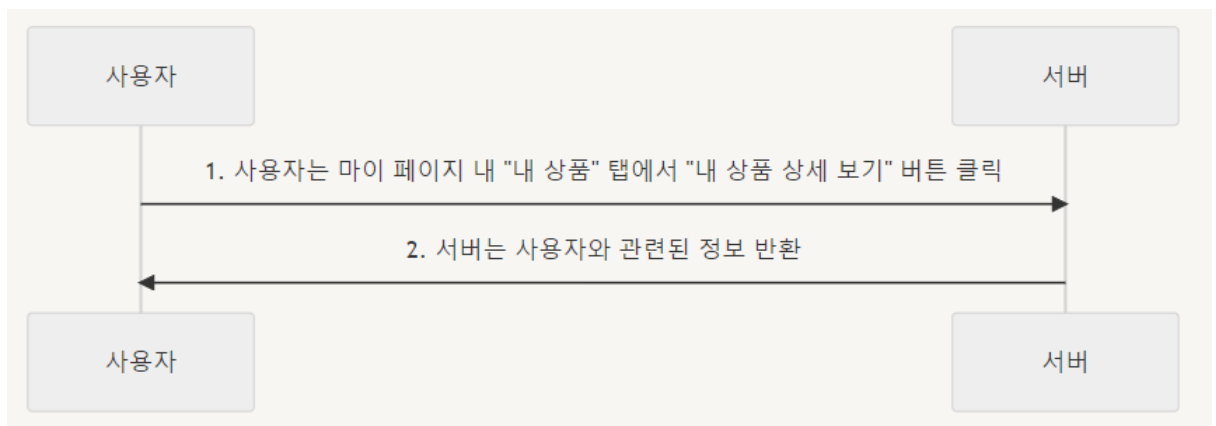 사용자
서버
1. 사용자는 마이 페이지 내 "내 상품" 탭에서 "내 상품 상세 보기" 버튼 클릭
2. 서버는 사용자와 관련된 정보 반환
사용자
서버